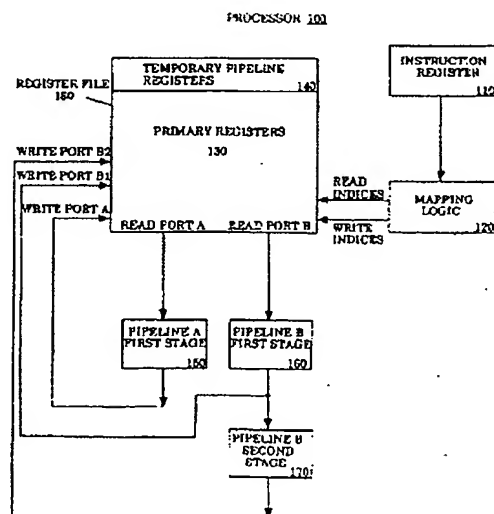 PROCESSOR 101
TEMPORARY PIPELINE
REGISTERS 140
INSTRUCTION
REGISTER
110
REGISTER FILE
180
PRIMARY REGISTERS
130
WRITE PORT B2
WRITE PORT B1
WRITE PORT A
READ
INDICES
WRITE
INDICES
MAPPING
LOGIC
120
READ PORT A READ PORT B
PIPELINE A
FIRST STAGE
150
PIPELINE B
FIRST STAGE
160
PIPELINE B
SECOND
STAGE
170